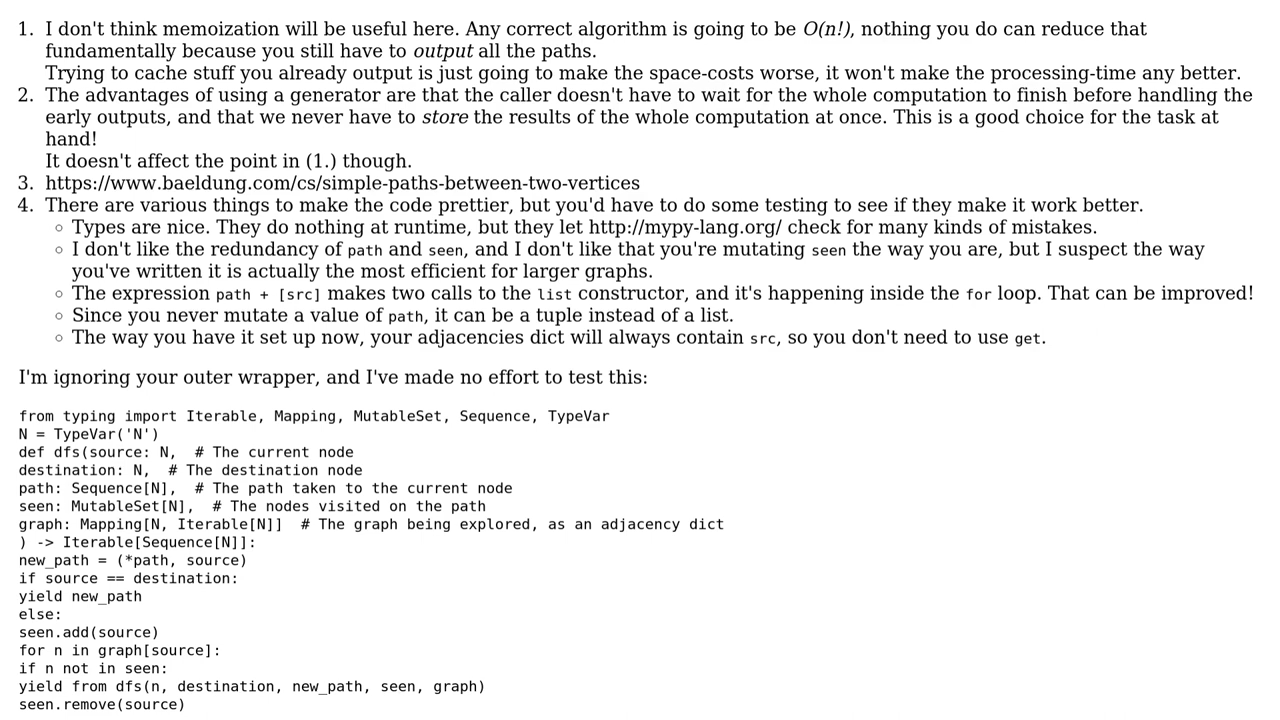 1. I don't think memoization will be useful here. Any correct algorithm is going to be O(n!), nothing you do can reduce that
fundamentally because you still have to output all the paths.
Trying to cache stuff you already output is just going to make the space-costs worse, it won't make the processing-time any better.
2. The advantages of using a generator are that the caller doesn't have to wait for the whole computation to finish before handling the
early outputs, and that we never have to store the results of the whole computation at once. This is a good choice for the task at
hand!
It doesn't affect the point in (1.) though.
3. https://www.baeldung.com/cs/simple-paths-between-two-vertices
4. There are various things to make the code prettier, but you'd have to do some testing to see if they make it work better.
◦ Types are nice. They do nothing at runtime, but they let http://mypy-lang.org/ check for many kinds of mistakes.
◦ I don't like the redundancy of path and seen, and I don't like that you're mutating seen the way you are, but I suspect the way
you've written it is actually the most efficient for larger graphs.
◦ The expression path + [src] makes two calls to the list constructor, and it's happening inside the for loop. That can be improved!
◦ Since you never mutate a value of path, it can be a tuple instead of a list.
◦ The way you have it set up now, your adjacencies dict will always contain src, so you don't need to use get.
I'm ignoring your outer wrapper, and I've made no effort to test this:
from typing import Iterable, Mapping, MutableSet, Sequence, TypeVar
N = TypeVar('N')
def dfs(source: N,  # The current node
destination: N,  # The destination node
path: Sequence[N],  # The path taken to the current node
seen: MutableSet[N],  # The nodes visited on the path
graph: Mapping[N, Iterable[N]]  # The graph being explored, as an adjacency dict
) -> Iterable[Sequence[N]]:
new_path = (*path, source)
if source == destination:
yield new_path
else:
seen.add(source)
for n in graph[source]:
if n not in seen:
yield from dfs(n, destination, new_path, seen, graph)
seen.remove(source)